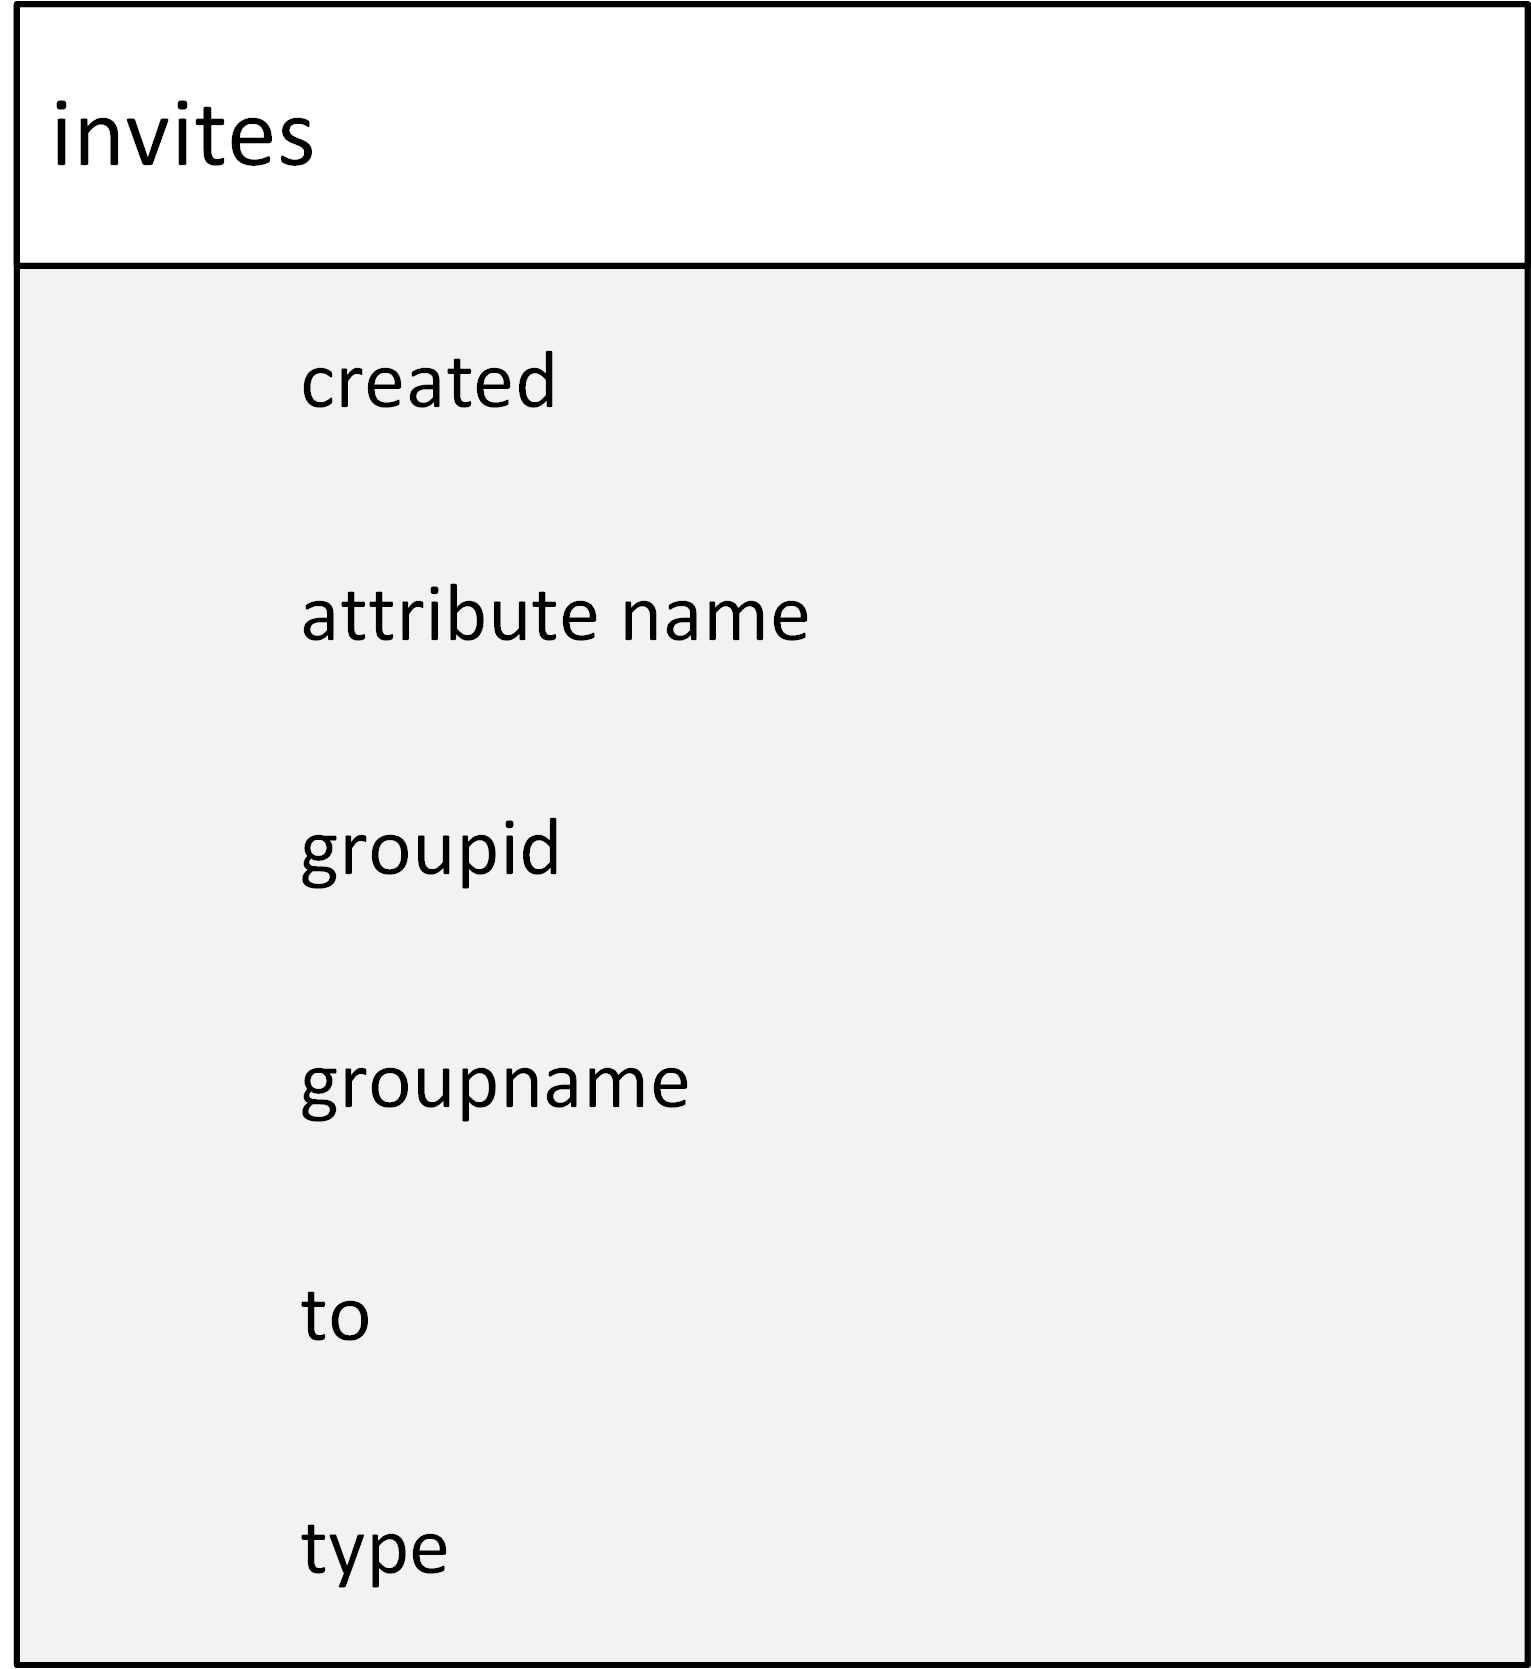 invites
created
attribute name
groupid
groupname
to
type